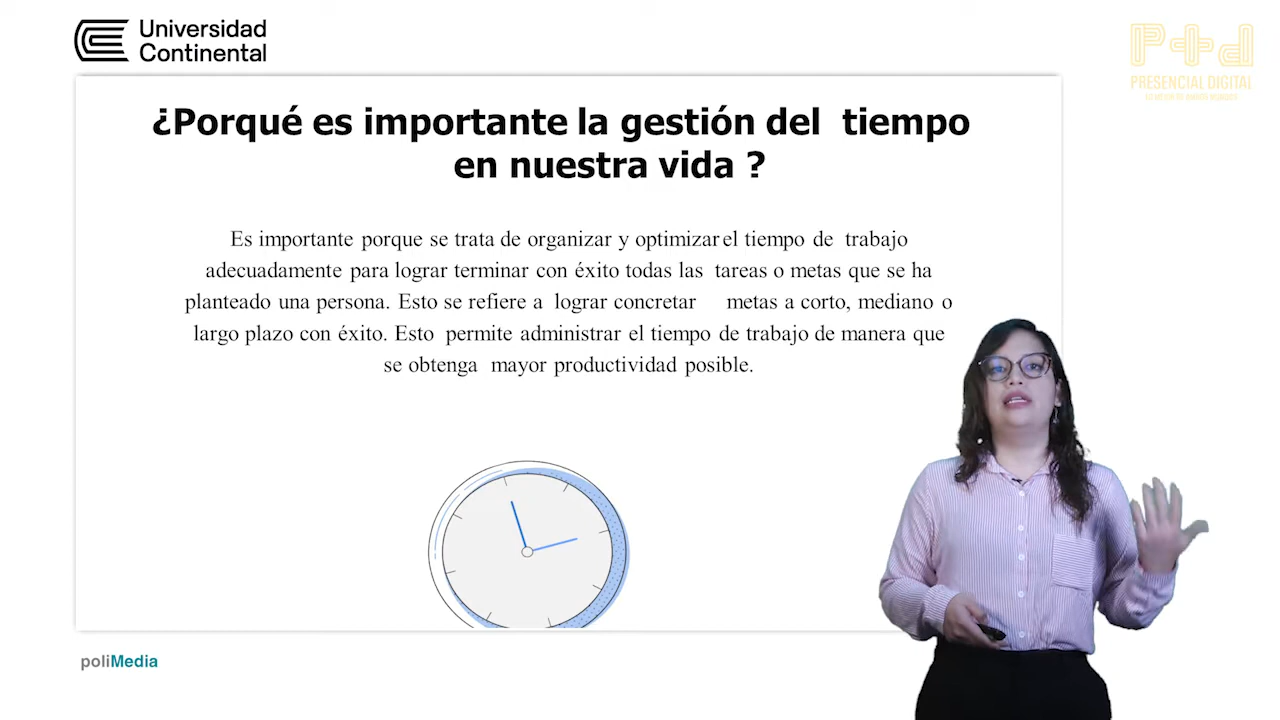 Universidad
Continental
P+d
PRESENCIAL DIGITAL
¿Porqué es importante la gestión del tiempo
en nuestra vida ?
Es importante porque se trata de organizar y optimizar el tiempo de trabajo
adecuadamente para lograr terminar con éxito todas las tareas o metas que se ha
planteado una persona. Esto se refiere a lograr concretar metas a corto, mediano o
largo plazo con éxito. Esto permite administrar el tiempo de trabajo de manera que
se obtenga mayor productividad posible.
poliMedia